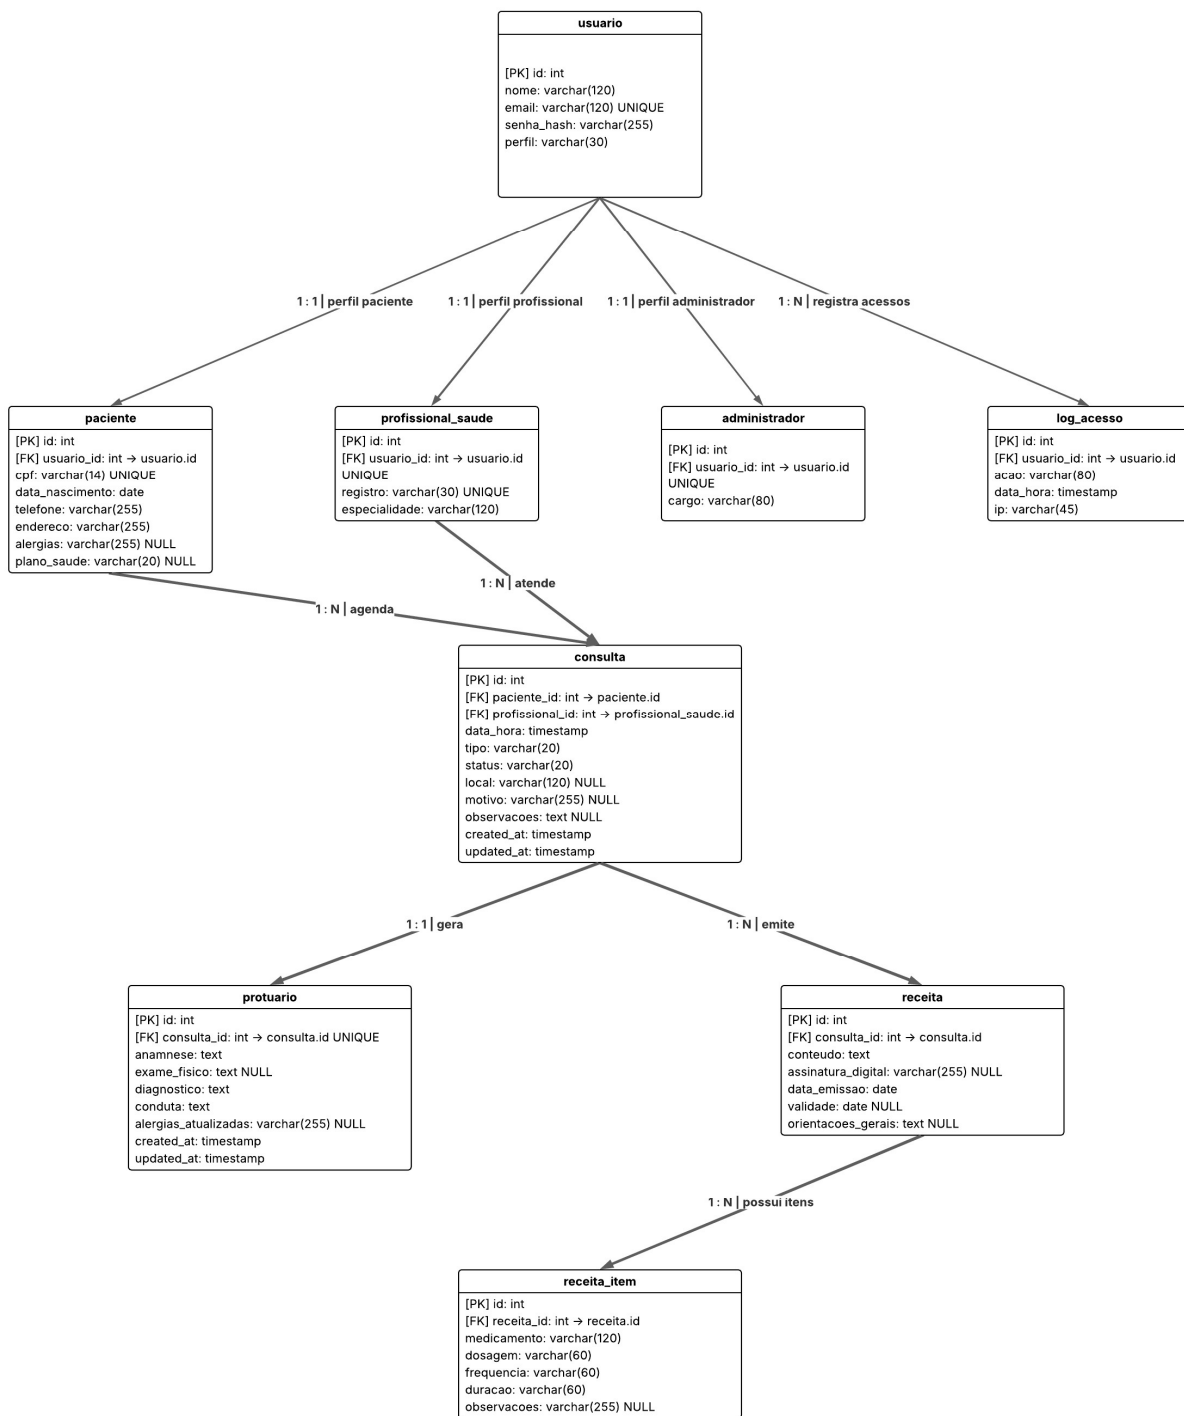 usuario
[PK] id: int
nome: varchar(120)
email: varchar(120) UNIQUE
senha_hash: varchar(255)
perfil: varchar(30)
1 : 1 | perfil paciente
1 : 1 | perfil profissional
1 : 1 | perfil administrador
1 : N | registra acessos
paciente
[PK] id: int
[FK] usuario_id: int → usuario.id
cpf: varchar(14) UNIQUE
data_nascimento: date
telefone: varchar(255)
endereco: varchar(255)
alergias: varchar(255) NULL
plano_saude: varchar(20) NULL
profissional_saude
[PK] id: int
[FK] usuario_id: int → usuario.id
UNIQUE
registro: varchar(30) UNIQUE
especialidade: varchar(120)
administrador
[PK] id: int
[FK] usuario_id: int → usuario.id
UNIQUE
cargo: varchar(80)
log_acesso
[PK] id: int
[FK] usuario_id: int → usuario.id
acao: varchar(80)
data_hora: timestamp
ip: varchar(45)
1 : N | agenda
1 : N | atende
consulta
[PK] id: int
[FK] paciente_id: int → paciente.id
[FK] profissional_id: int → profissional_saude.id
data_hora: timestamp
tipo: varchar(20)
status: varchar(20)
local: varchar(120) NULL
motivo: varchar(255) NULL
observacoes: text NULL
created_at: timestamp
updated_at: timestamp
1 : 1 | gera
1 : N | emite
protuario
[PK] id: int
[FK] consulta_id: int → consulta.id UNIQUE
anamnese: text
exame_fisico: text NULL
diagnostico: text
conduta: text
alergias_atualizadas: varchar(255) NULL
created_at: timestamp
updated_at: timestamp
receita
[PK] id: int
[FK] consulta_id: int → consulta.id
conteudo: text
assinatura_digital: varchar(255) NULL
data_emissao: date
validade: date NULL
orientacoes_gerais: text NULL
1 : N | possui itens
receita_item
[PK] id: int
[FK] receita_id: int → receita.id
medicamento: varchar(120)
dosagem: varchar(60)
frequencia: varchar(60)
duracao: varchar(60)
observacoes: varchar(255) NULL